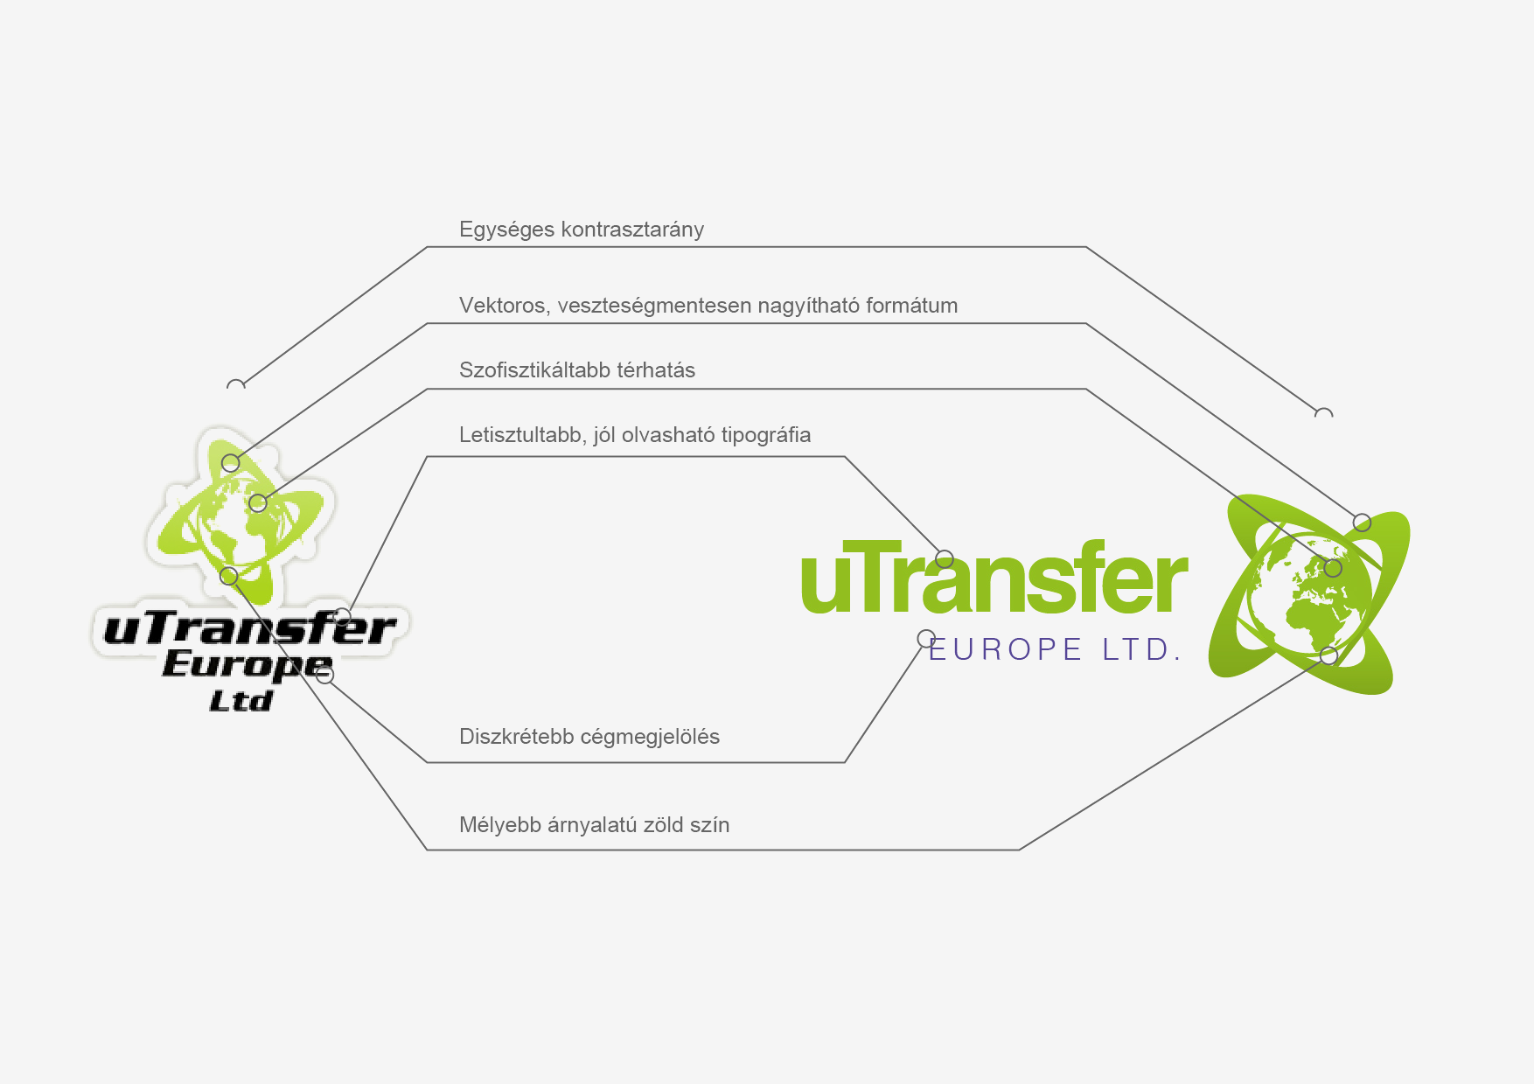 Egységes kontrasztarány
Vektoros, veszteségmentesen nagyítható formátum
Szofisztikáltabb térhatás
Letisztultabb, jól olvasható tipográfia
uTransfer
Europe
Ltd
uTransfer
EUROPE LTD.
Diszkrétebb cégmegjelölés
Mélyebb árnyalatú zöld szín